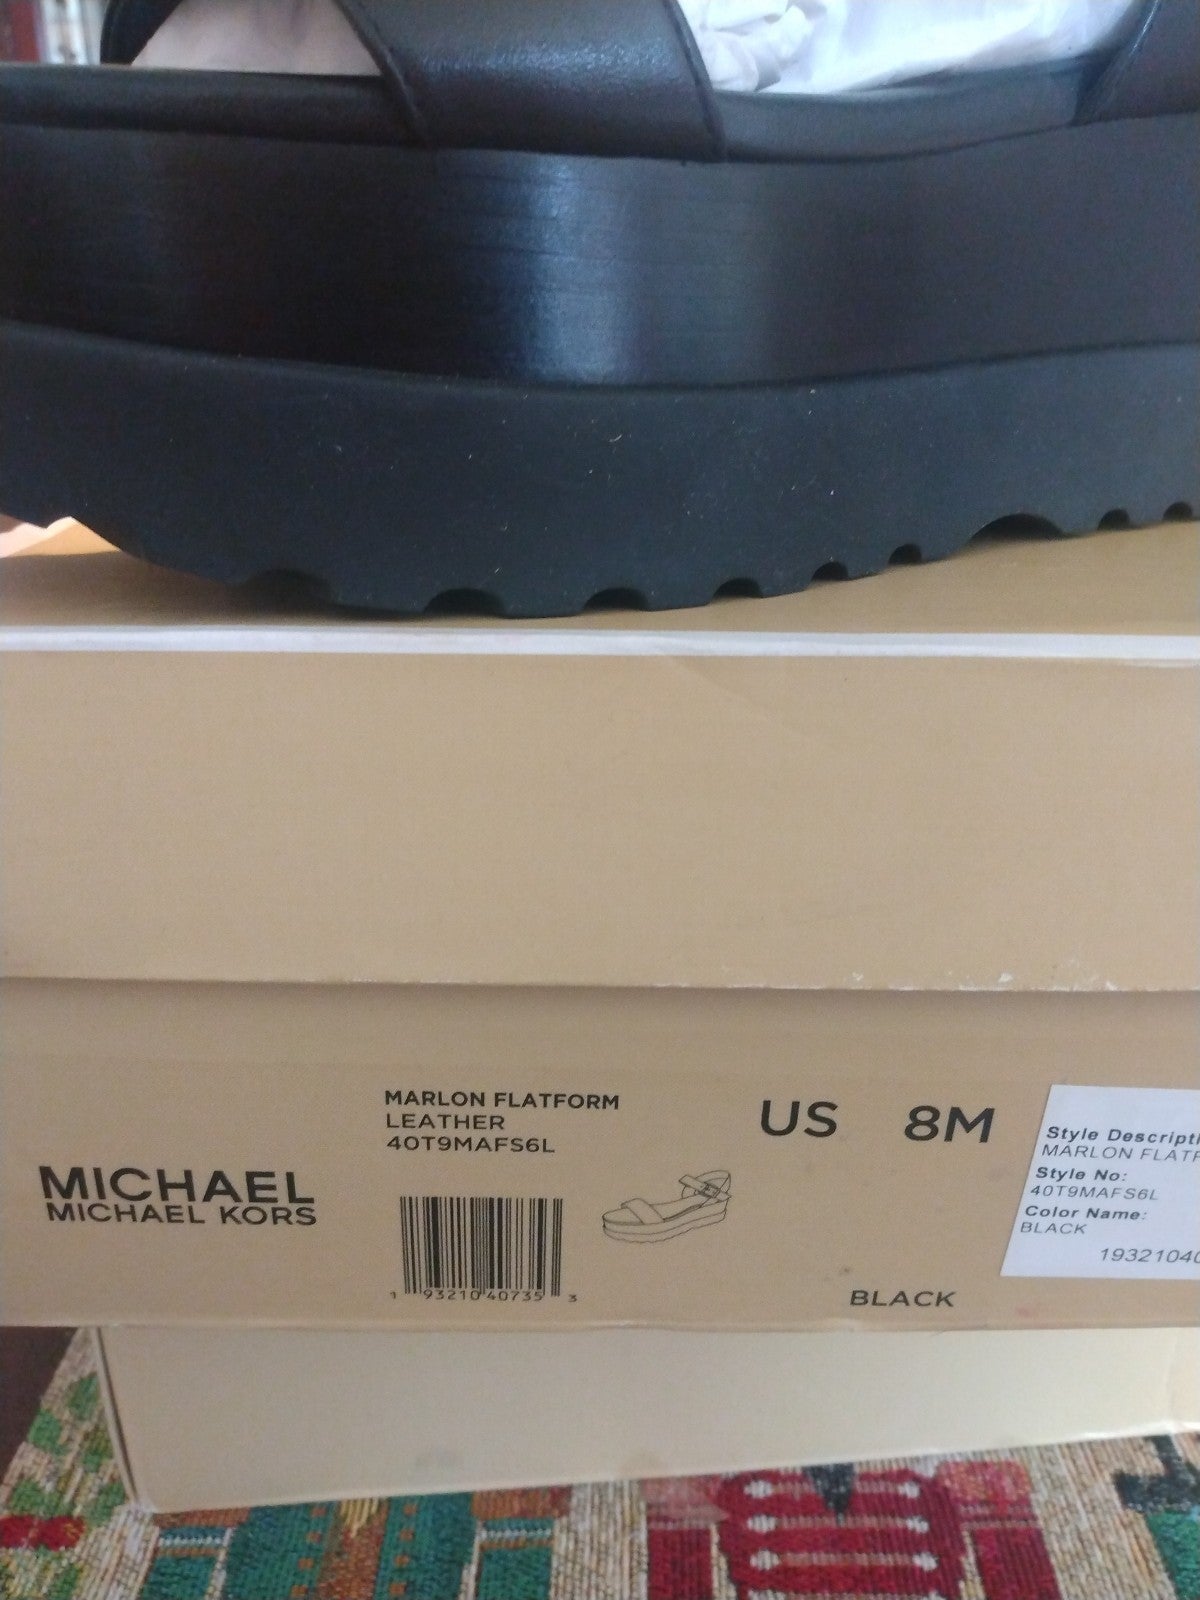 MARLON FLATFORM
LEATHER
40T9MAFS6L
US 8M
MICHAEL
MICHAEL KORS
1 93210 40735 3
BLACK
Style Descripti
MARLON FLATF
Style No:
40T9MAFS6L
Color Name:
BLACK
19321040